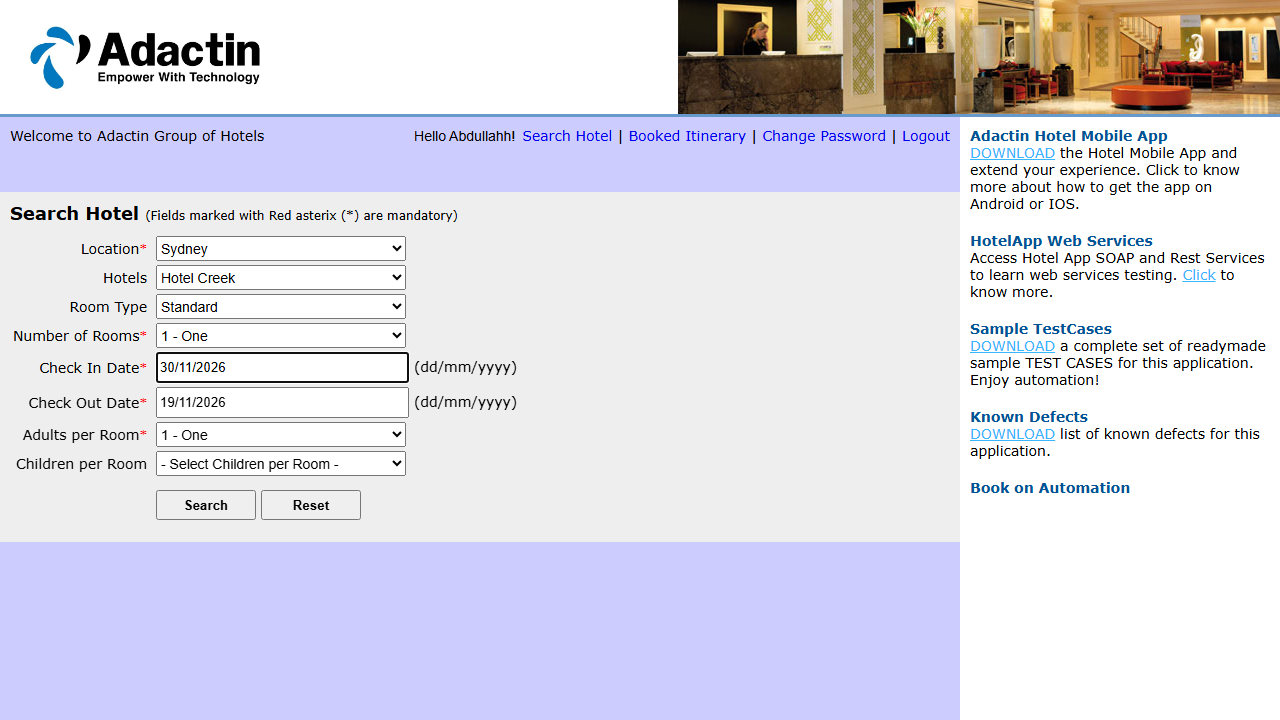 Adactin
Empower With Technology
Welcome to Adactin Group of Hotels
Hello Abdullahh! Search Hotel | Booked Itinerary | Change Password | Logout
Search Hotel (Fields marked with Red asterix (*) are mandatory)
Location* Sydney
Hotels Hotel Creek
Room Type Standard
Number of Rooms* 1 - One
Check In Date* 30/11/2026 (dd/mm/yyyy)
Check Out Date* 19/11/2026 (dd/mm/yyyy)
Adults per Room* 1 - One
Children per Room - Select Children per Room -
Search Reset
Adactin Hotel Mobile App
DOWNLOAD the Hotel Mobile App and
extend your experience. Click to know
more about how to get the app on
Android or IOS.
HotelApp Web Services
Access Hotel App SOAP and Rest Services
to learn web services testing. Click to
know more.
Sample TestCases
DOWNLOAD a complete set of readymade
sample TEST CASES for this application.
Enjoy automation!
Known Defects
DOWNLOAD list of known defects for this
application.
Book on Automation